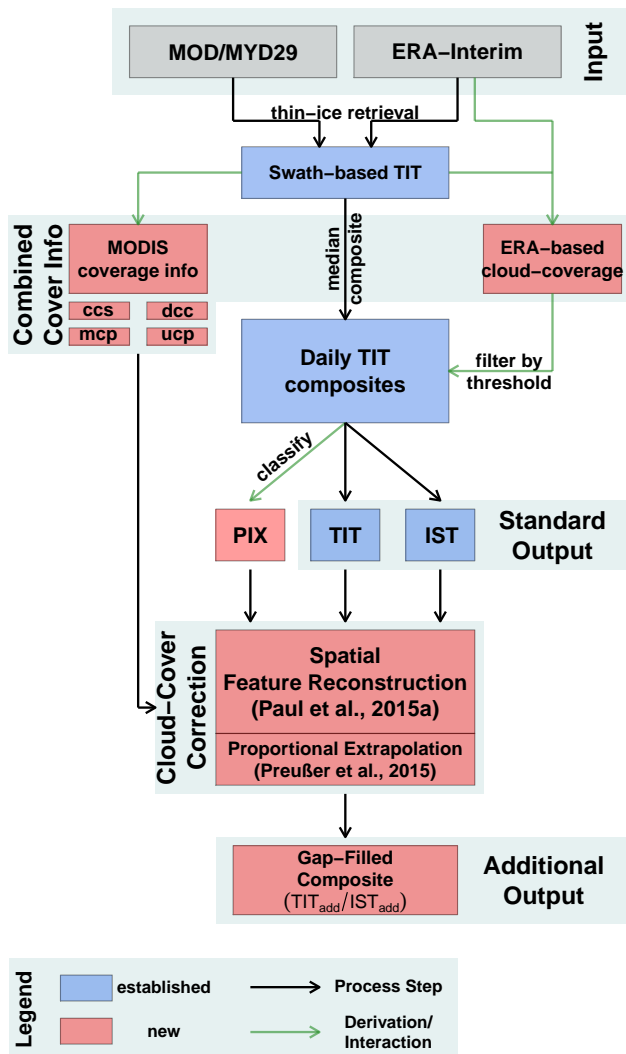 MOD/MYD29
ERA−Interim
Input
thin−ice retrieval
Swath−based TIT
Combined
Cover Info
MODIS
coverage info
ccs
dcc
mcp
ucp
median
composite
ERA−based
cloud−coverage
Daily TIT
composites
filter by
threshold
classify
PIX
TIT
IST
Standard
Output
Cloud−Cover
Correction
Spatial
Feature Reconstruction
(Paul et al., 2015a)
Proportional Extrapolation
(Preußer et al., 2015)
Gap−Filled
Composite
(TITadd/ISTadd)
Additional
Output
Legend
established
Process Step
new
Derivation/
Interaction